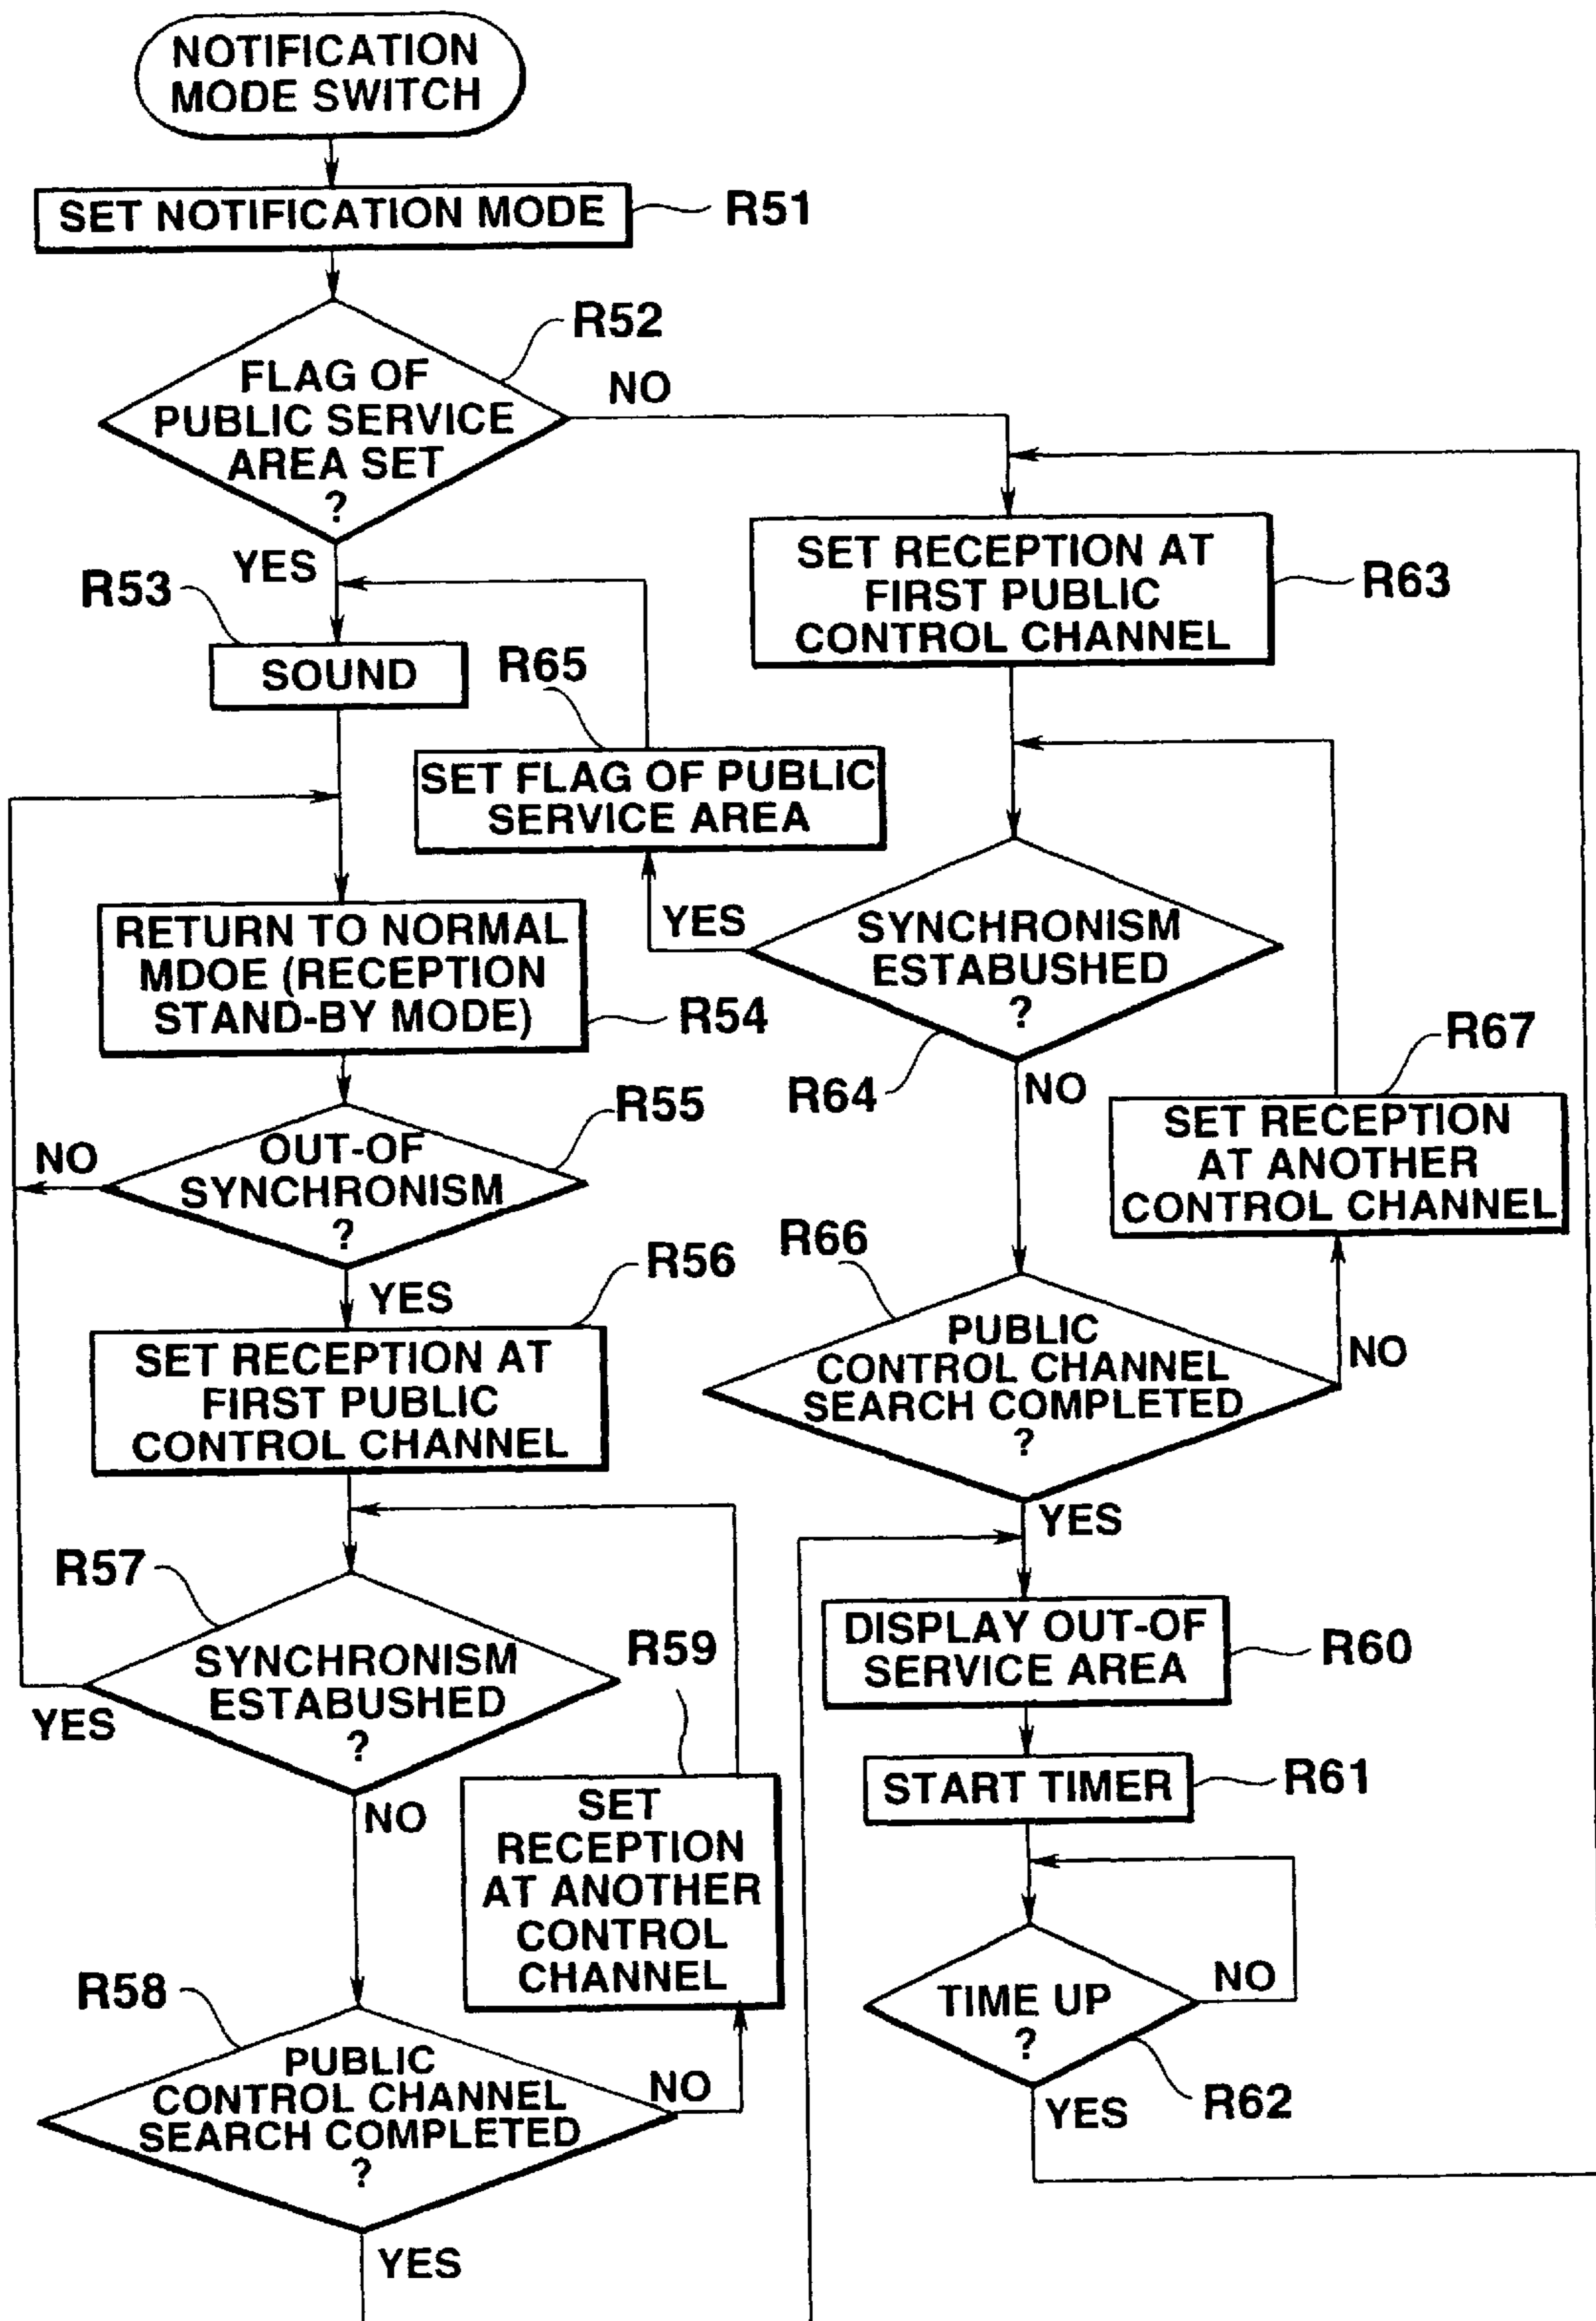 NOTIFICATION
MODE SWITCH
SET NOTIFICATION MODE
R51
R52
FLAG OF
PUBLIC SERVICE
AREA SET
?
NO
YES
R53
SOUND
R65
SET FLAG OF PUBLIC
SERVICE AREA
SET RECEPTION AT
FIRST PUBLIC
CONTROL CHANNEL
R63
RETURN TO NORMAL
MDOE (RECEPTION
STAND-BY MODE)
R54
YES
SYNCHRONISM
ESTABUSHED
?
R64
NO
R67
SET RECEPTION
AT ANOTHER
CONTROL CHANNEL
R55
OUT-OF
SYNCHRONISM
?
NO
YES
R56
SET RECEPTION AT
FIRST PUBLIC
CONTROL CHANNEL
R66
PUBLIC
CONTROL CHANNEL
SEARCH COMPLETED
?
NO
YES
R57
SYNCHRONISM
ESTABUSHED
?
YES
NO
R59
SET
RECEPTION
AT ANOTHER
CONTROL
CHANNEL
DISPLAY OUT-OF
SERVICE AREA
R60
START TIMER
R61
TIME UP
?
NO
R62
YES
R58
PUBLIC
CONTROL CHANNEL
SEARCH COMPLETED
?
NO
YES